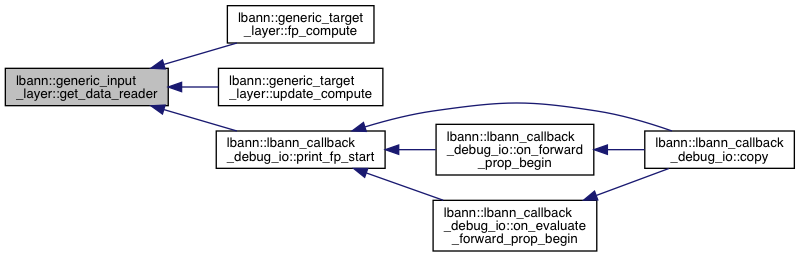 lbann::generic_target
_layer::fp_compute
lbann::generic_input
_layer::get_data_reader
lbann::generic_target
_layer::update_compute
lbann::lbann_callback
_debug_io::print_fp_start
lbann::lbann_callback
_debug_io::on_forward
_prop_begin
lbann::lbann_callback
_debug_io::copy
lbann::lbann_callback
_debug_io::on_evaluate
_forward_prop_begin